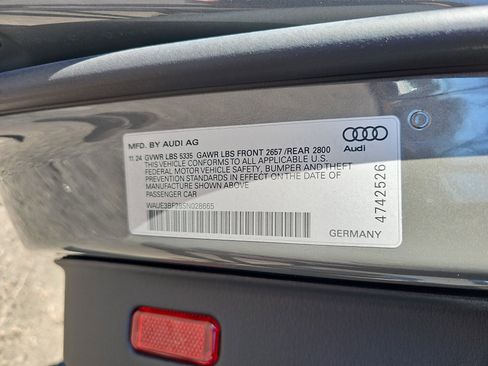 MFD. BY AUDI AG
11.24 GVWR LBS 5335 GAWR LBS FRONT 2657 /REAR 2800
THIS VEHICLE CONFORMS TO ALL APPLICABLE U.S.
FEDERAL MOTOR VEHICLE SAFETY, BUMPER AND THEFT
PREVENTION STANDARDS IN EFFECT ON THE DATE OF
MANUFACTURE SHOWN ABOVE
PASSENGER CAR
Audi
4742526
GERMANY